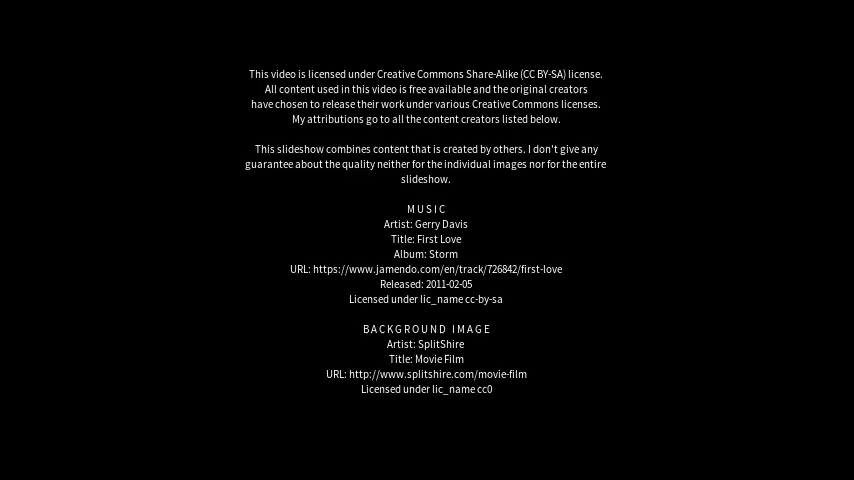 This video is licensed under Creative Commons Share-Alike (CC BY-SA) license.
All content used in this video is free available and the original creators
have chosen to release their work under various Creative Commons licenses.
My attributions go to all the content creators listed below.
This slideshow combines content that is created by others. I don't give any
guarantee about the quality neither for the individual images nor for the entire
slideshow.
MUSIC
Artist: Gerry Davis
Title: First Love
Album: Storm
URL: https://www.jamendo.com/en/track/726842/first-love
Released: 2011-02-05
Licensed under lic_name cc-by-sa
BACKGROUND IMAGE
Artist: SplitShire
Title: Movie Film
URL: http://www.splitshire.com/movie-film
Licensed under lic_name cc0